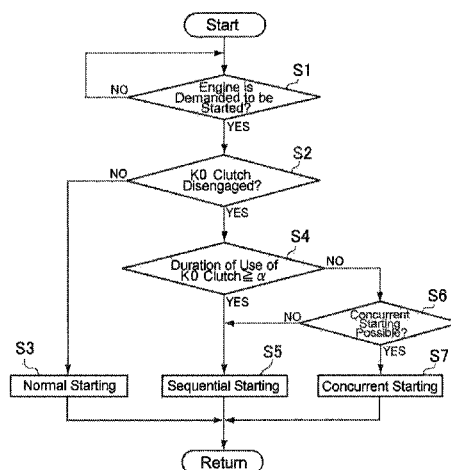 Start
S1
Engine is
Demanded to be
Started?
NO
YES
S2
NO
K0 Clutch
Disengaged?
YES
S4
Duration of Use of
K0 Clutch≧ α
NO
YES
S6
NO
Concurrent
Starting
Possible?
YES
S3
S5
S7
Normal Starting
Sequential Starting
Concurrent Starting
Return